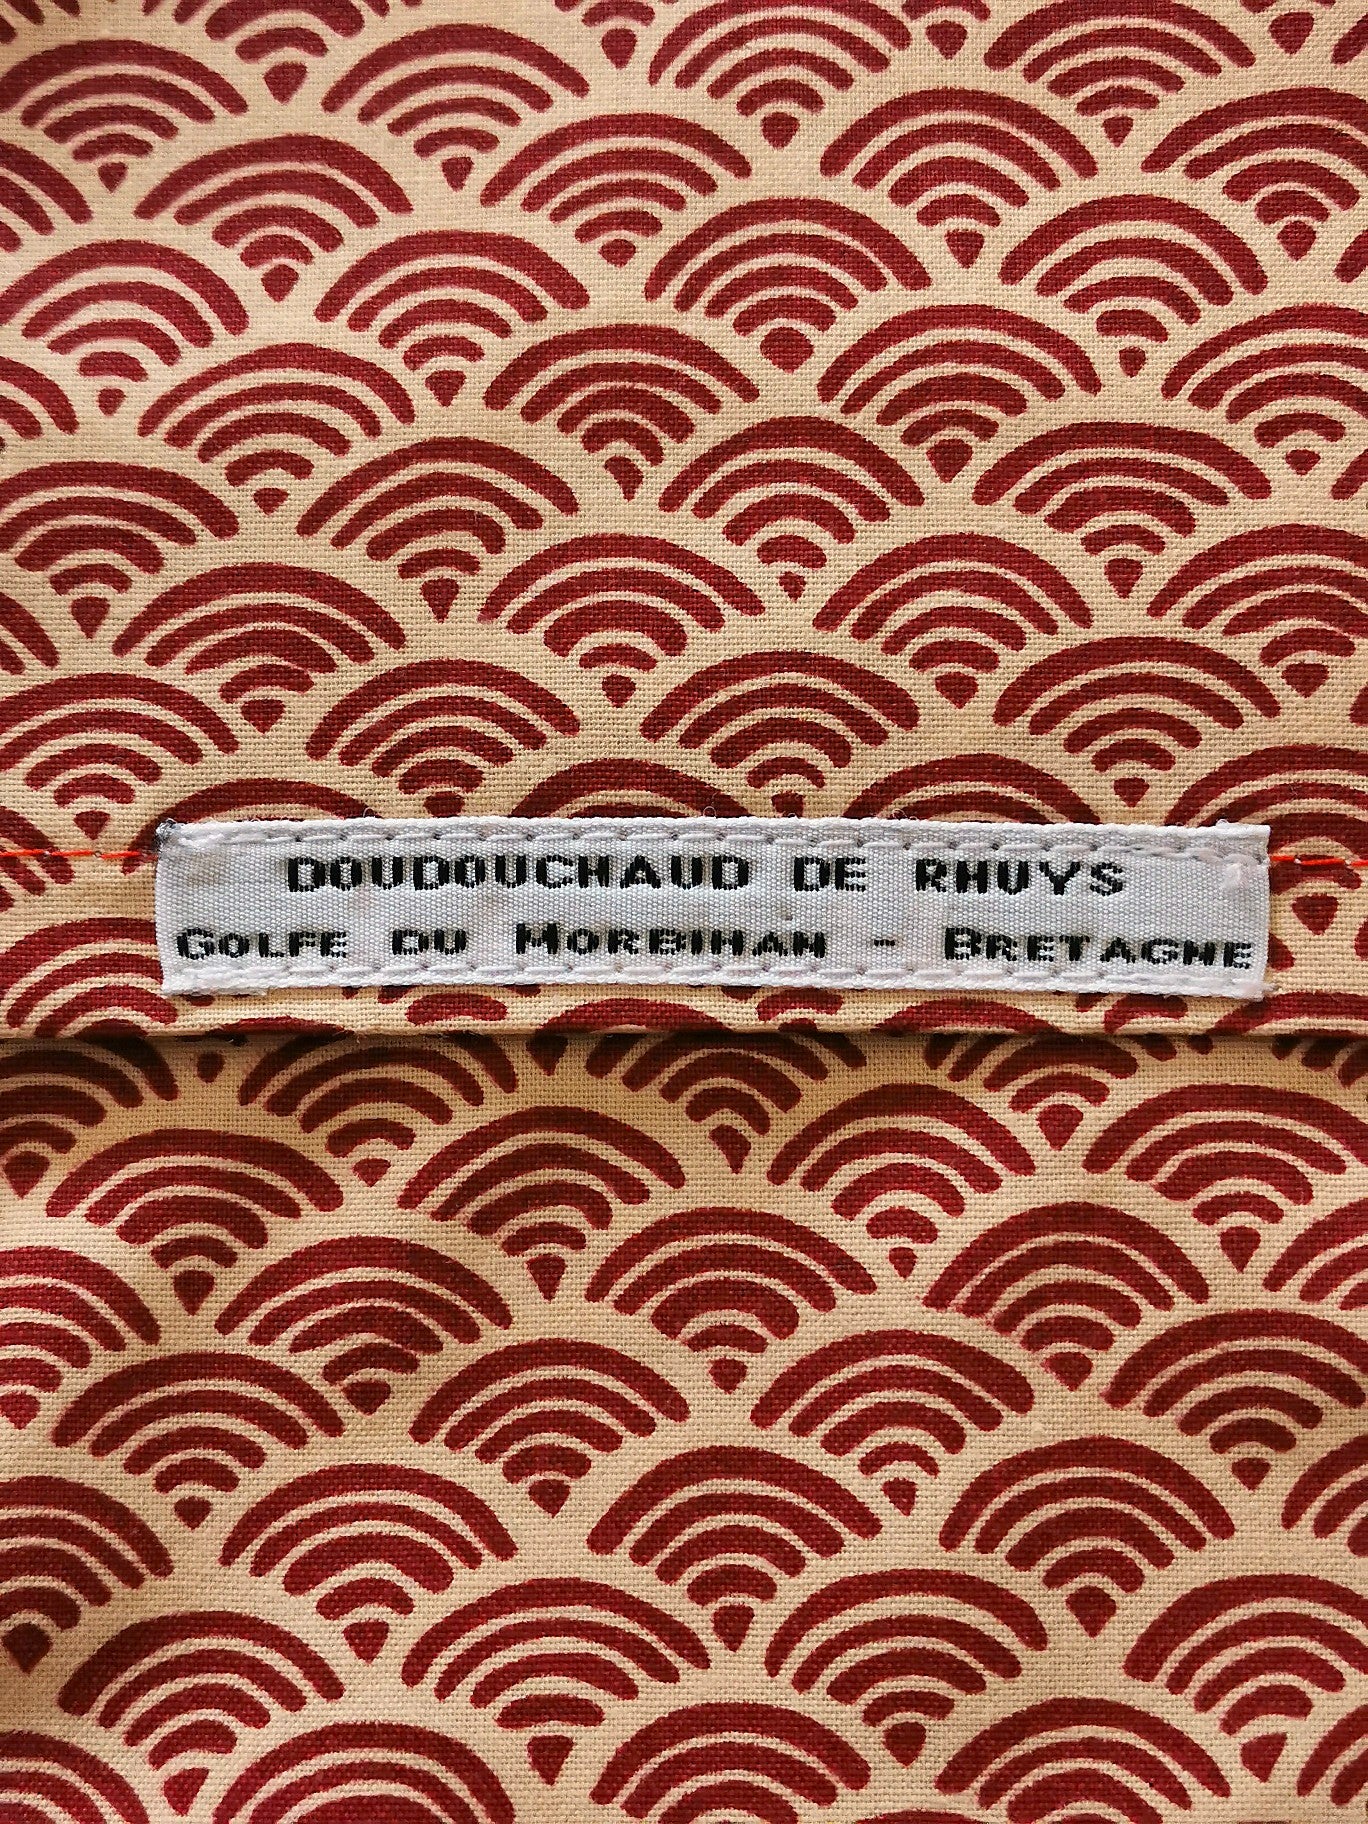 DOUDOUCHAUD DE RHUYS
GOLFE DU MORBIHAN - BRETAGNE